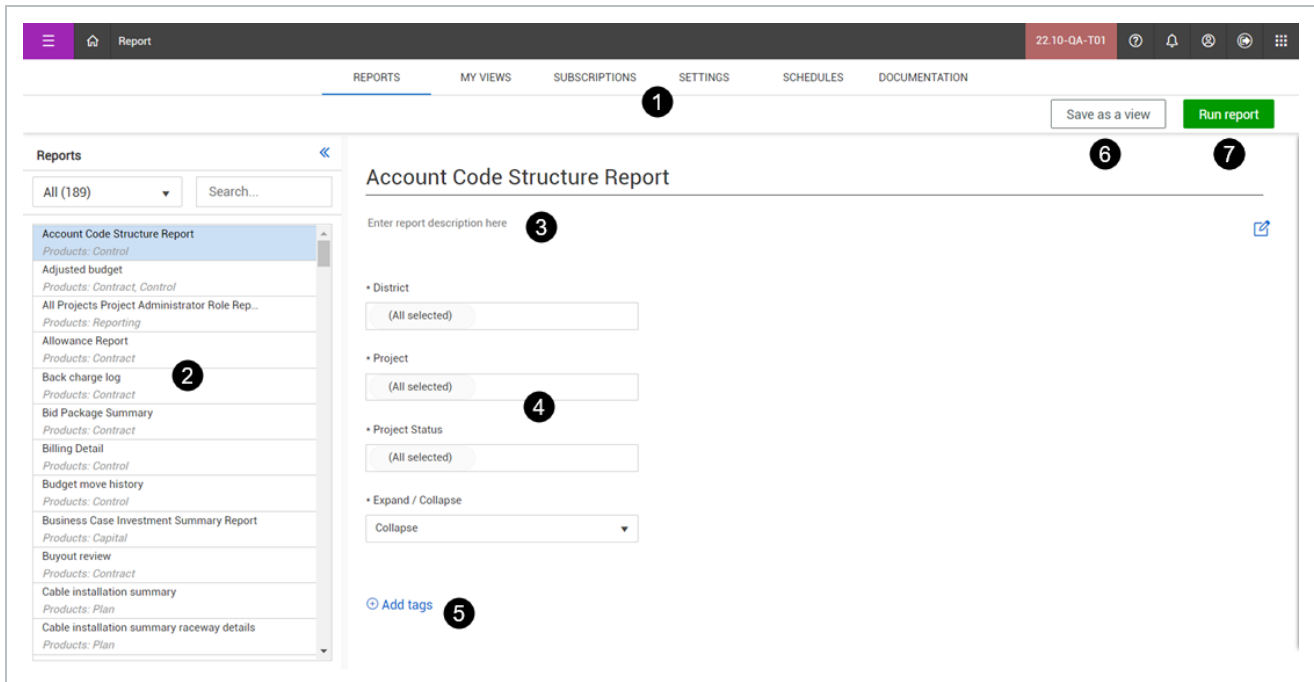 Report
22.10-QA-T01
REPORTS MY VIEWS SUBSCRIPTIONS SETTINGS SCHEDULES DOCUMENTATION
1
Save as a view Run report
6 7
Reports
All (189) Search...
Account Code Structure Report
Products: Control
Adjusted budget
Products: Contract, Control
All Projects Project Administrator Role Rep...
Products: Reporting
Allowance Report
Products: Contract
2
Back charge log
Products: Contract
Bid Package Summary
Products: Contract
Billing Detail
Products: Control
Budget move history
Products: Control
Business Case Investment Summary Report
Products: Capital
Buyout review
Products: Contract
Cable installation summary
Products: Plan
Cable installation summary raceway details
Products: Plan
Account Code Structure Report
Enter report description here 3
* District
(All selected)
* Project
(All selected)
4
* Project Status
(All selected)
* Expand / Collapse
Collapse
Add tags 5